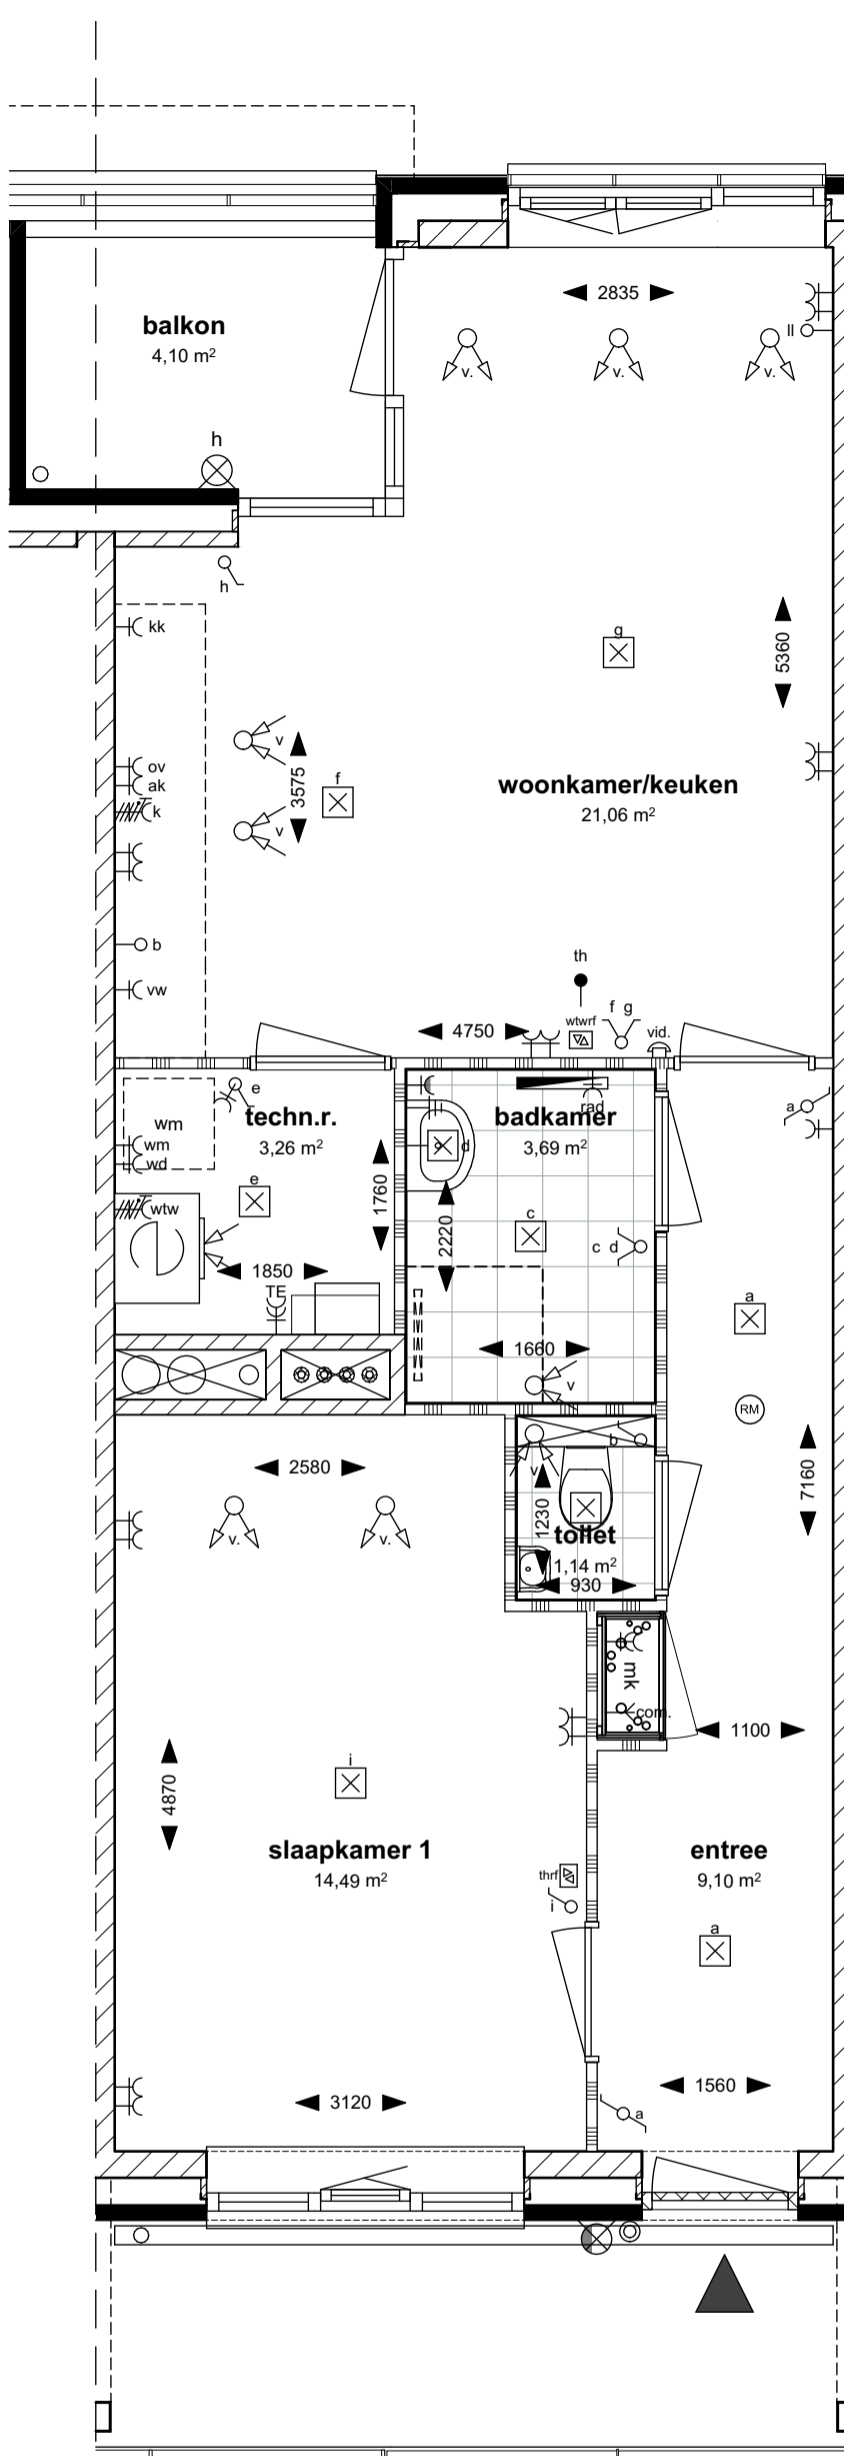 balkon
4,10 m²
2835
v.
v.
v.
ll
h
h
kk
g
5360
v
3575
f
v
ov
ak
k
woonkamer/keuken
21,06 m²
b
vw
th
f g
wtwrf
vid.
4750
e
wm
techn.r.
3,26 m²
wm
wd
wtw
e
1850
TE
1760
rad
badkamer
3,69 m²
d
2220
c
c d
1660
v
a
a
RM
7160
2580
v.
v.
b
v
1230
toilet
1,14 m²
930
mk
com.
1100
4870
i
slaapkamer 1
14,49 m²
thrf
i
entree
9,10 m²
a
3120
1560
a